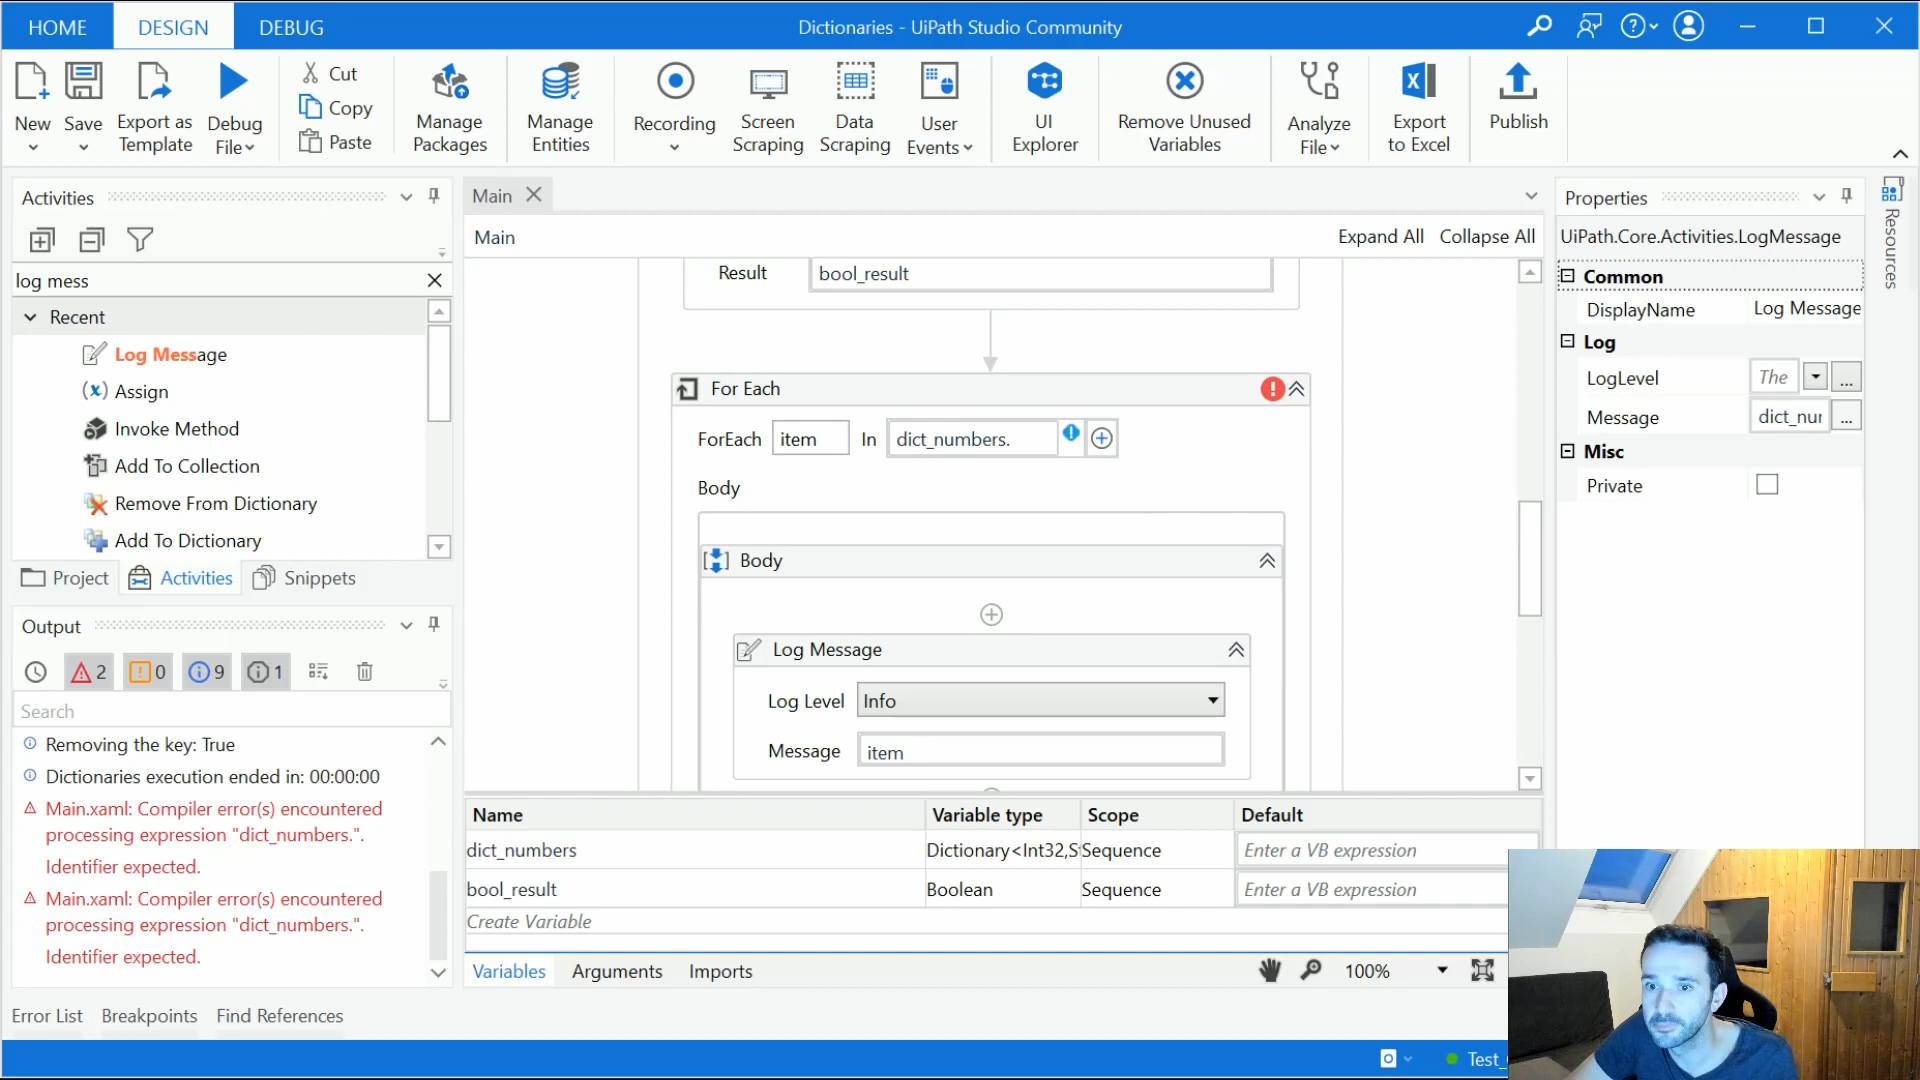 HOME DESIGN DEBUG
Dictionaries - UiPath Studio Community
New
Save
Export as
Template
Debug
File
Cut
Copy
Paste
Manage
Packages
Manage
Entities
Recording
Screen
Scraping
Data
Scraping
User
Events
UI
Explorer
Remove Unused
Variables
Analyze
File
Export
to Excel
Publish
Activities
log mess
Recent
Log Message
Assign
Invoke Method
Add To Collection
Remove From Dictionary
Add To Dictionary
Project Activities Snippets
Output
2 0 9 1
Search
Removing the key: True
Dictionaries execution ended in: 00:00:00
Main.xaml: Compiler error(s) encountered
processing expression "dict_numbers.".
Identifier expected.
Main.xaml: Compiler error(s) encountered
processing expression "dict_numbers.".
Identifier expected.
Error List Breakpoints Find References
Main
Main Expand All Collapse All
Result bool_result
For Each
ForEach item In dict_numbers.
Body
Body
Log Message
Log Level Info
Message item
Name Variable type Scope Default
dict_numbers Dictionary<Int32,S Sequence Enter a VB expression
bool_result Boolean Sequence Enter a VB expression
Create Variable
Variables Arguments Imports 100%
Properties
UiPath.Core.Activities.LogMessage
Common
DisplayName Log Message
Log
LogLevel The ...
Message dict_nu ...
Misc
Private
Resources
Test_